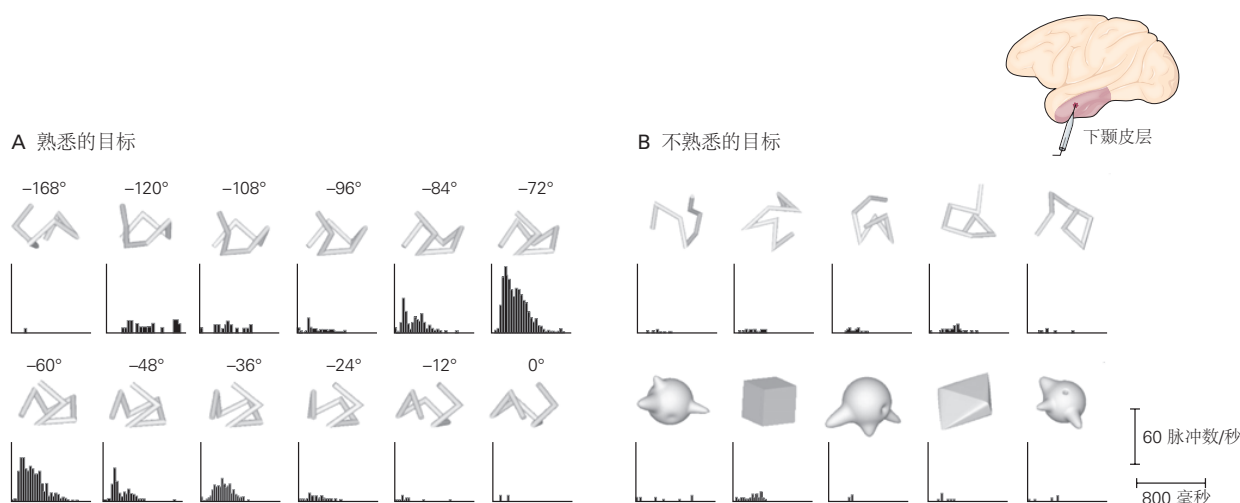 下颞皮层
A 熟悉的目标
B 不熟悉的目标
–168° –120° –108° –96° –84° –72°
–60° –48° –36° –24° –12° 0°
60 脉冲数/秒
800 毫秒